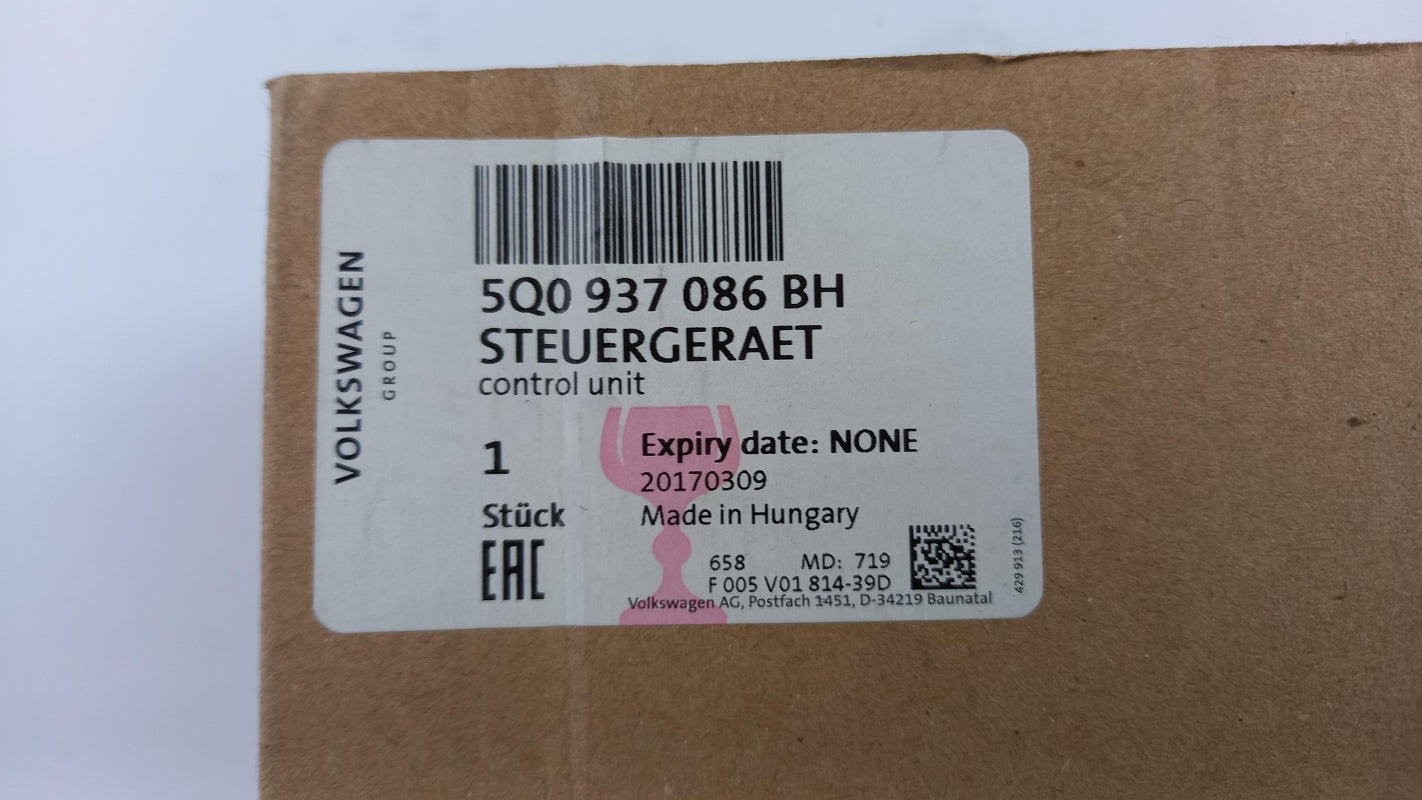 VOLKSWAGEN
GROUP
5Q0 937 086 BH
STEUERGERAET
control unit
1
Expiry date: NONE
20170309
Stück
Made in Hungary
EAC
658 MD: 719
F 005 V01 814-39D
Volkswagen AG, Postfach 1451, D-34219 Baunatal
429 913 (216)